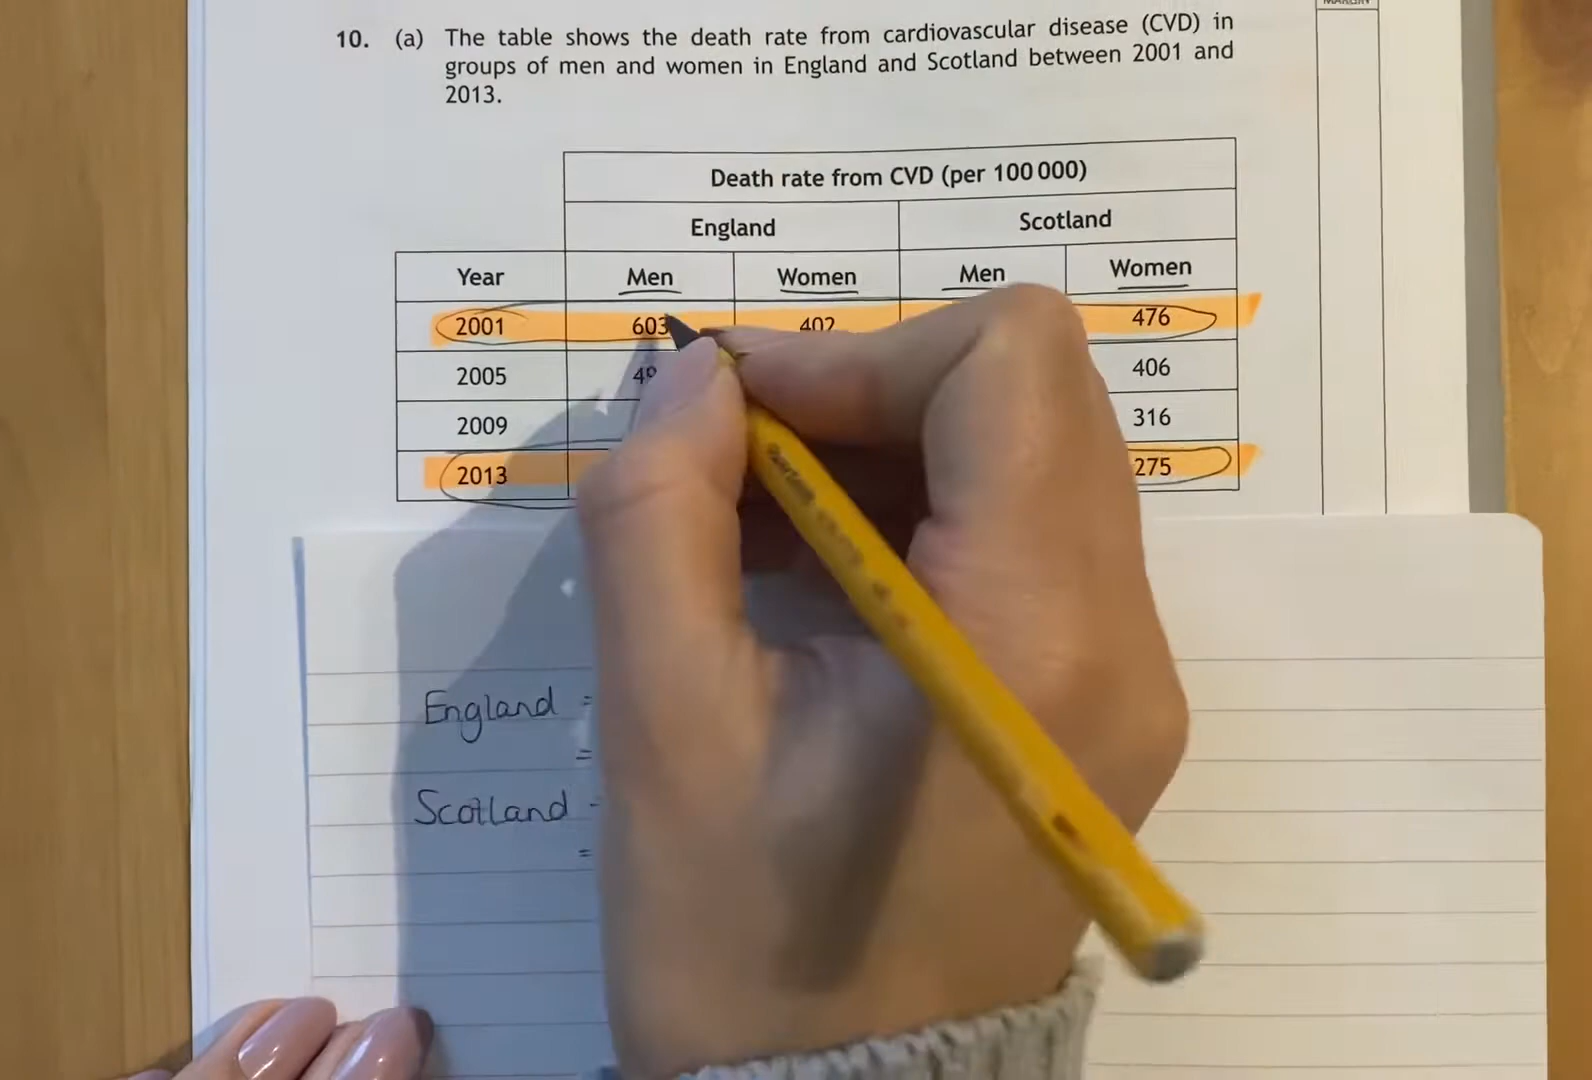 10. (a) The table shows the death rate from cardiovascular disease (CVD) in
groups of men and women in England and Scotland between 2001 and
2013.
Death rate from CVD (per 100 000)
England Scotland
Year Men Women Men Women
2001 603 402 476
2005 406
2009 316
2013 275
England =
=
Scotland
=